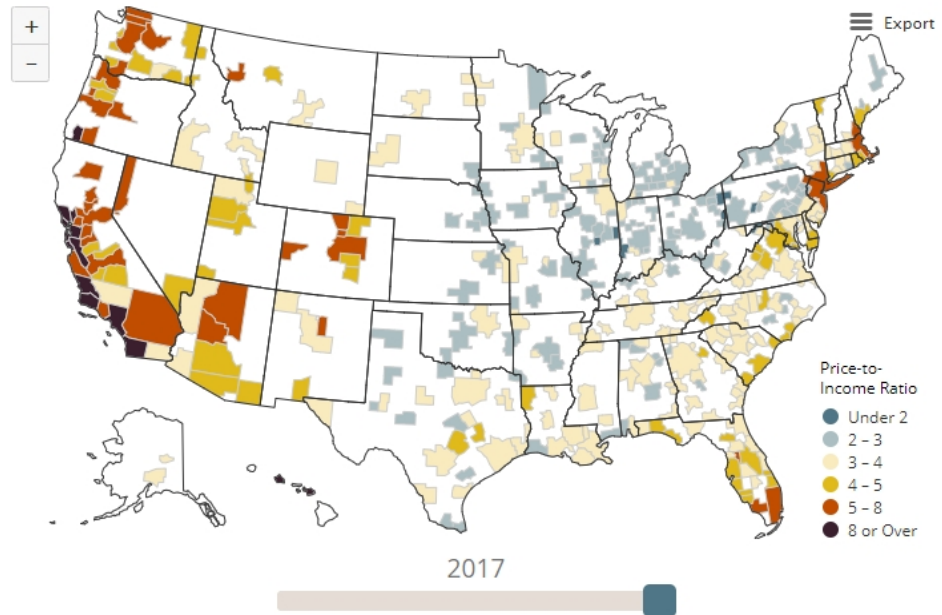 +
−
Export
Price-to-
Income Ratio
Under 2
2 – 3
3 – 4
4 – 5
5 – 8
8 or Over
2017